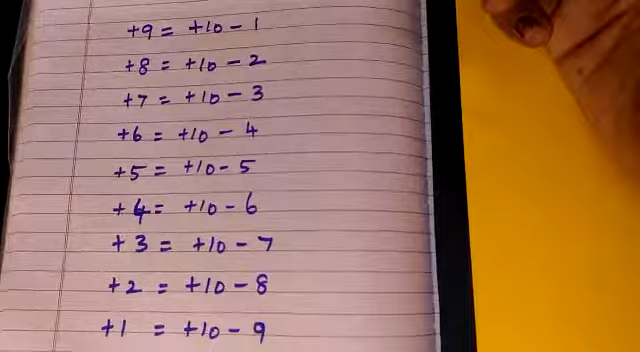 +9 = +10 - 1
+8 = +10 - 2
+7 = +10 - 3
+6 = +10 - 4
+5 = +10 - 5
+4 = +10 - 6
+3 = +10 - 7
+2 = +10 - 8
+1 = +10 - 9